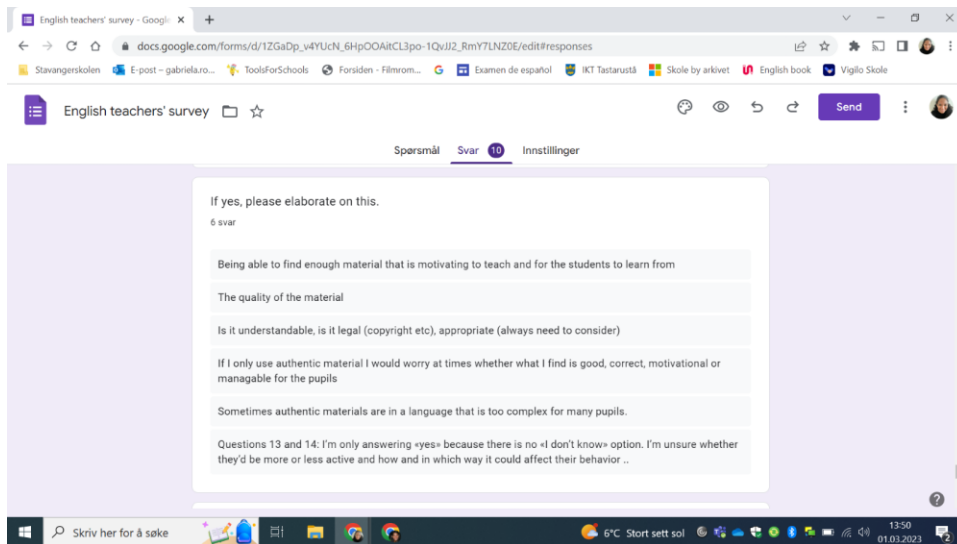 English teachers' survey - Googl
docs.google.com/forms/d/1ZGaDp_v4YUcN_6HpOOAitCL3po-1QvJJ2_RmY7LNZ0E/edit#responses
Stavangerskolen E-post – gabriela.ro... ToolsForSchools Forsiden - Filmrom... Examen de español IKT Tastarustå Skole by arkivet English book Vigilo Skole
English teachers' survey Send
Spørsmål Svar 10 Innstillinger
If yes, please elaborate on this.
6 svar
Being able to find enough material that is motivating to teach and for the students to learn from
The quality of the material
Is it understandable, is it legal (copyright etc), appropriate (always need to consider)
If I only use authentic material I would worry at times whether what I find is good, correct, motivational or
managable for the pupils
Sometimes authentic materials are in a language that is too complex for many pupils.
Questions 13 and 14: I'm only answering «yes» because there is no «I don't know» option. I'm unsure whether
they'd be more or less active and how and in which way it could affect their behavior ..
Skriv her for å søke 6°C Stort sett sol 13:50
01.03.2023 2